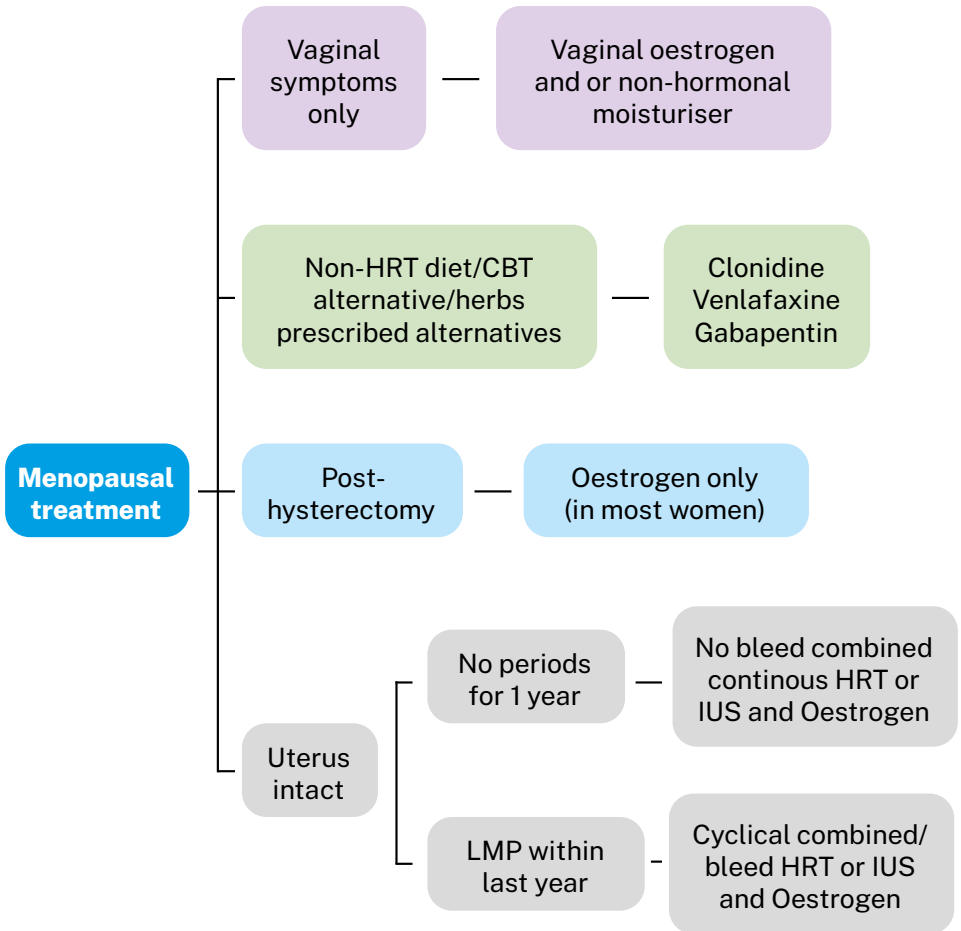 Vaginal
symptoms
only
Vaginal oestrogen
and or non-hormonal
moisturiser
Non-HRT diet/CBT
alternative/herbs
prescribed alternatives
Clonidine
Venlafaxine
Gabapentin
Menopausal
treatment
Post-
hysterectomy
Oestrogen only
(in most women)
Uterus
intact
No periods
for 1 year
No bleed combined
continous HRT or
IUS and Oestrogen
LMP within
last year
Cyclical combined/
bleed HRT or IUS
and Oestrogen